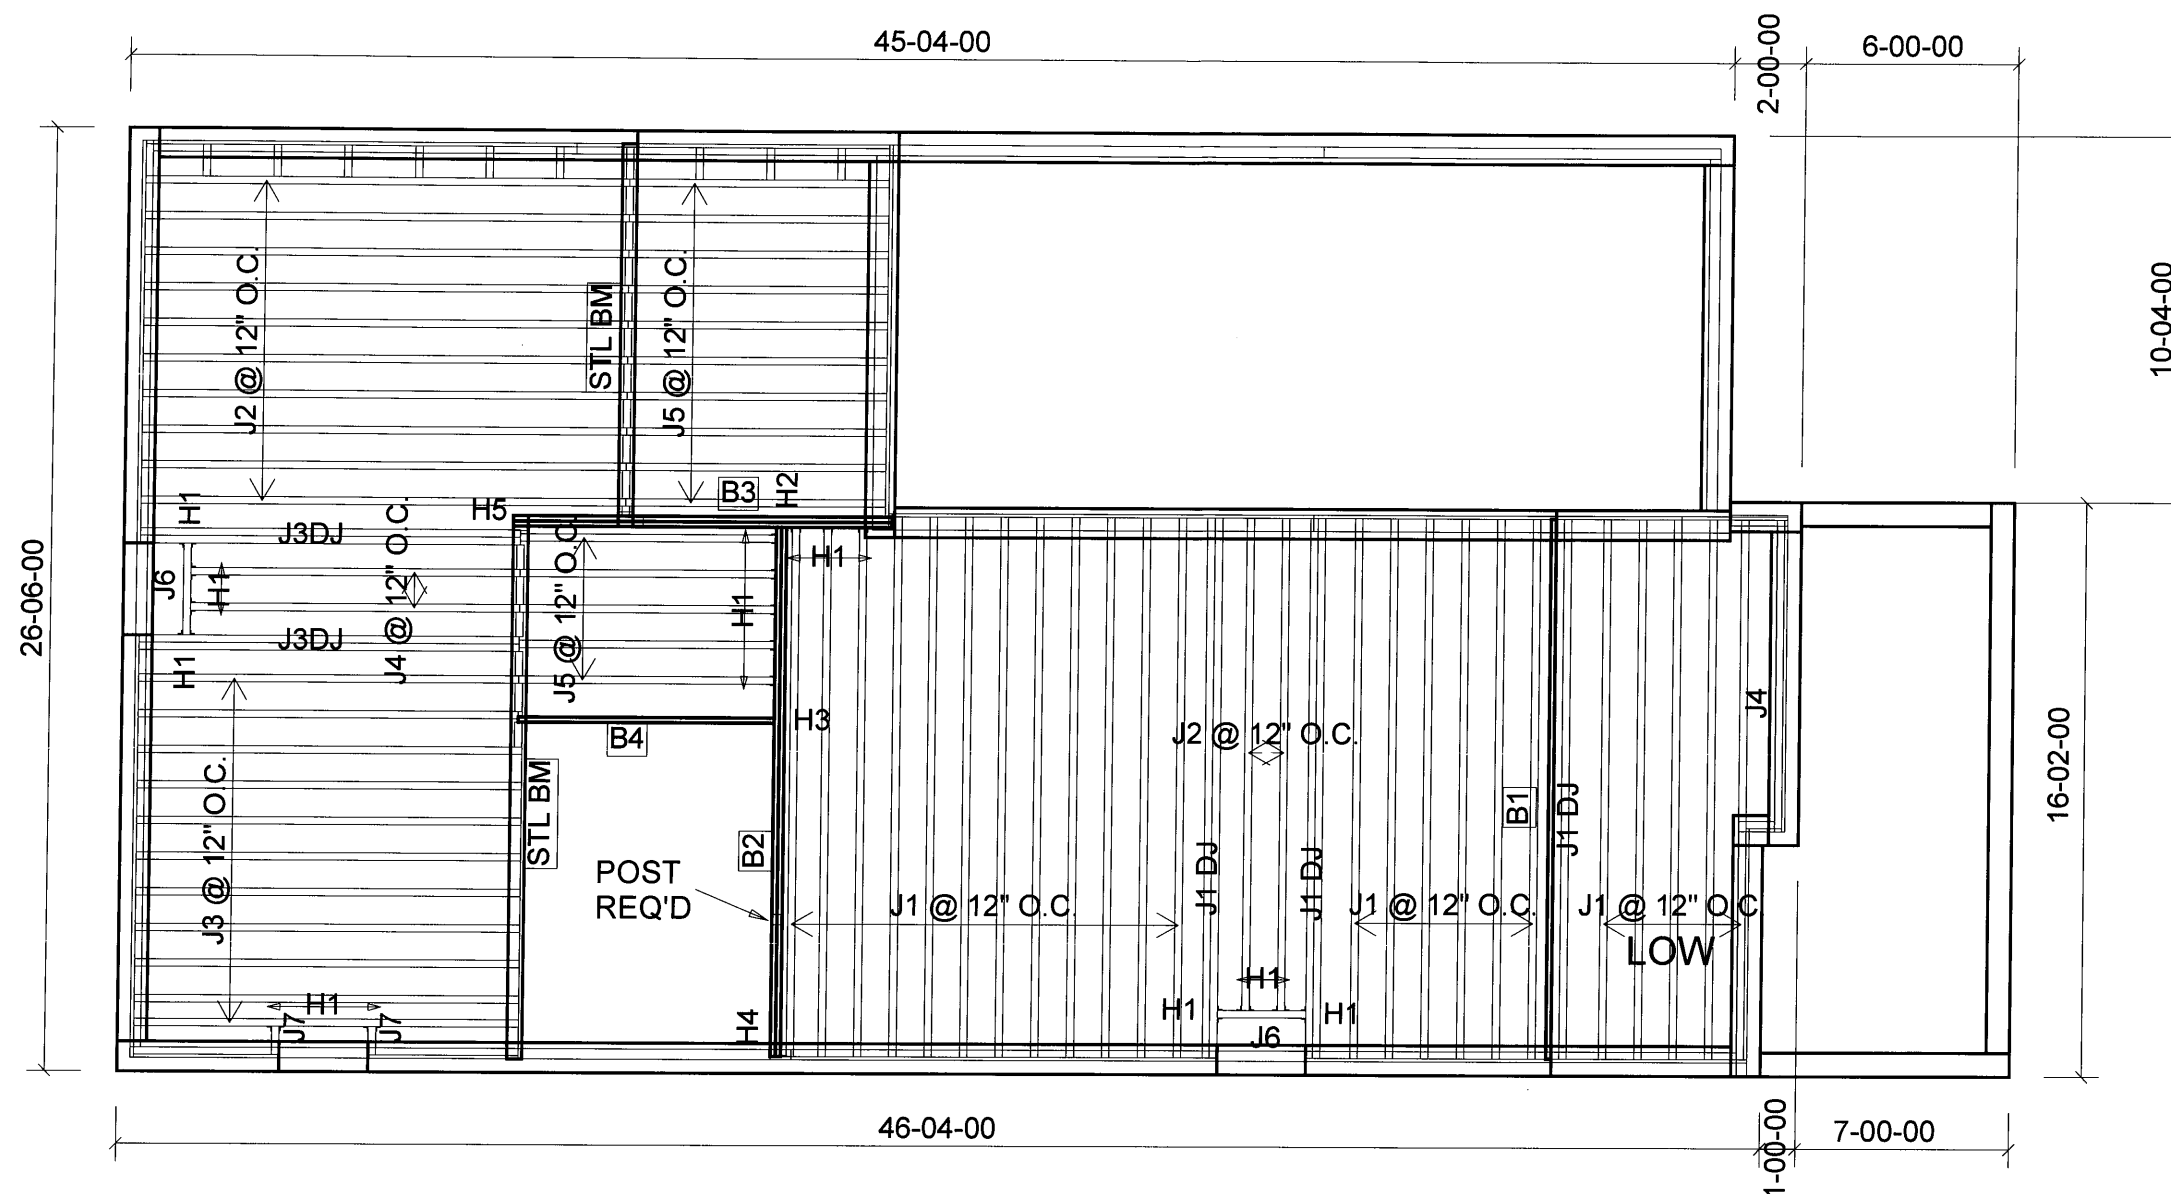 45-04-00
2-00-00
6-00-00
10-04-00
J2 @ 12" O.C.
STL BM
J5 @ 12" O.C.
B3
H2
H1
H5
J3DJ
J4 @ 12" O.C.
J6
H1
J3DJ
H1
J5 @ 12" O.C.
H1
H1
26-06-00
H3
B4
J2 @ 12" O.C.
J4
16-02-00
J3 @ 12" O.C.
STL BM
B2
POST
REQ'D
B1
J1 DJ
J1 DJ
J1 DJ
J1 @ 12" O.C.
J1 @ 12" O.C.
J1 @ 12" O.C.
LOW
H1
J7
J7
H4
H1
H1
H1
J6
46-04-00
1-00-00
7-00-00